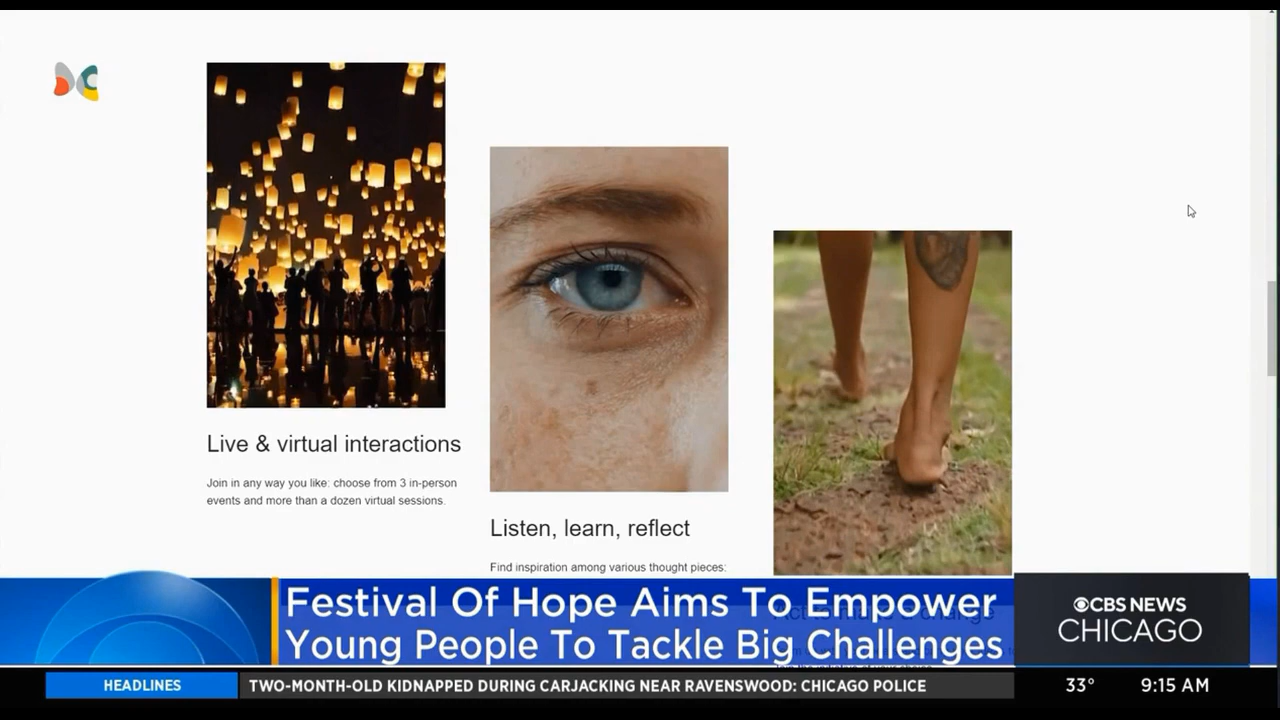 Live & virtual interactions
Join in any way you like: choose from 3 in-person
events and more than a dozen virtual sessions.
Listen, learn, reflect
Find inspiration among various thought pieces:
Festival Of Hope Aims To Empower
Young People To Tackle Big Challenges
CBS NEWS
CHICAGO
HEADLINES
TWO-MONTH-OLD KIDNAPPED DURING CARJACKING NEAR RAVENSWOOD: CHICAGO POLICE
33°
9:15 AM